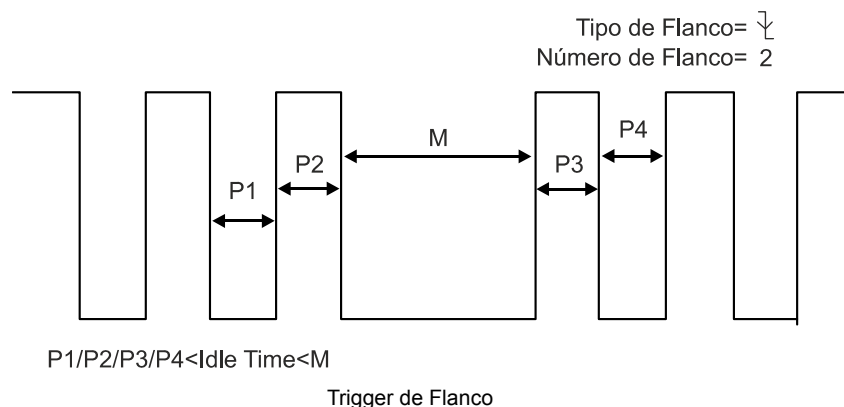 Tipo de Flanco=
Número de Flanco= 2
M
P4
P2
P3
P1
P1/P2/P3/P4<Idle Time<M
Trigger de Flanco